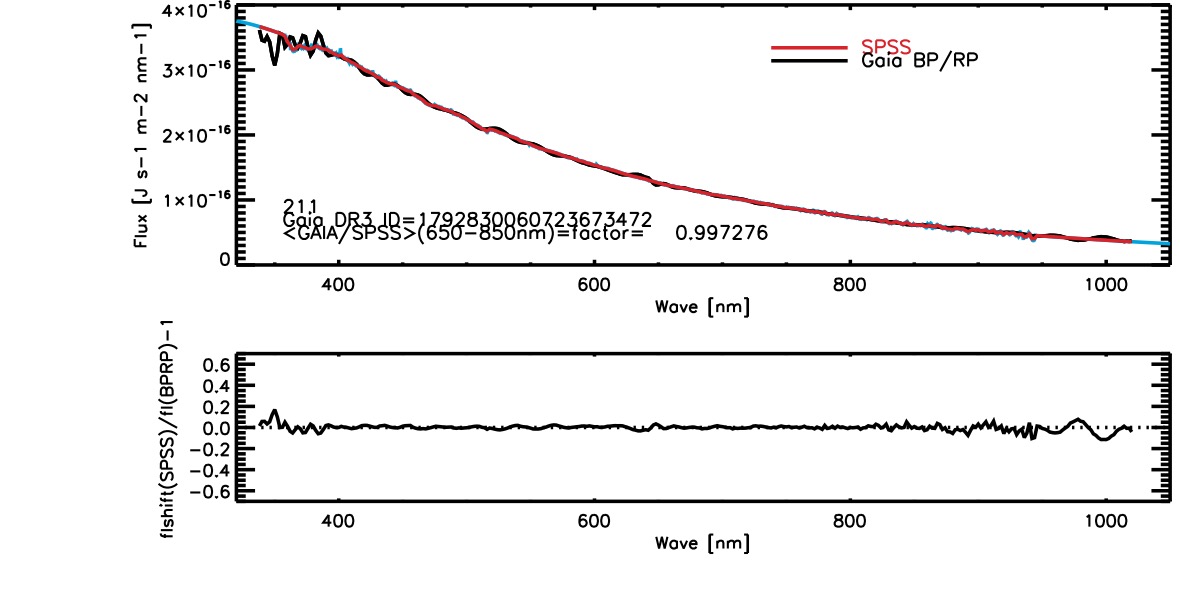 4×10−16
3×10−16
2×10−16
1×10−16
0
Flux [J s−1 m−2 nm−1]
SPSS
Gaia BP/RP
211
Gaia DR3 ID=1792830060723673472
<GAIA/SPSS>(650−850nm)=factor= 0.997276
400 600 800 1000
Wave [nm]
flshift(SPSS)/fl(BPRP)−1
0.6
0.4
0.2
0.0
−0.2
−0.4
−0.6
400 600 800 1000
Wave [nm]